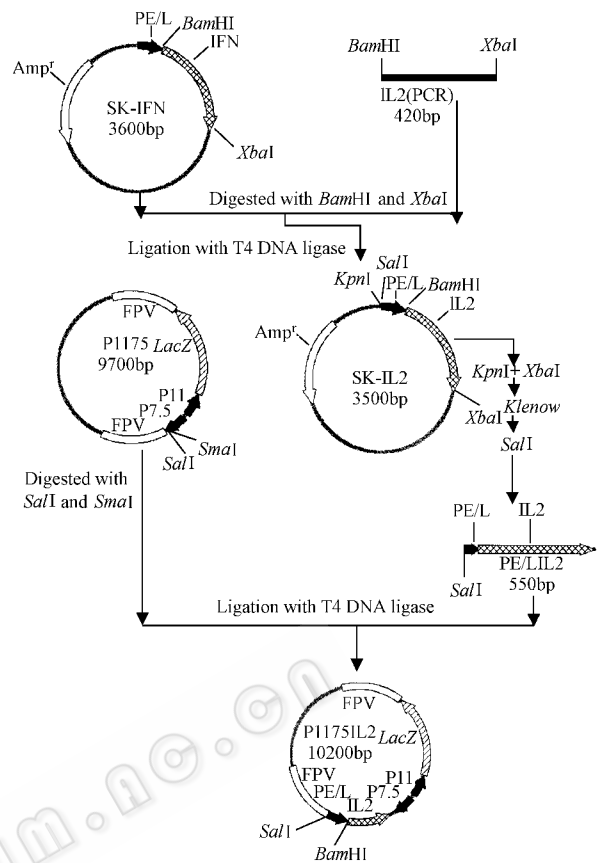 PE/L
BamHI
IFN
Ampr
SK-IFN
3600bp
XbaI
BamHI
XbaI
IL2(PCR)
420bp
Digested with BamHI and XbaI
Ligation with T4 DNA ligase
SalI
KpnI
PE/L
BamHI
IL2
Ampr
SK-IL2
3500bp
XbaI
KpnI
XbaI
Klenow
SalI
FPV
P1175
LacZ
9700bp
P11
P7.5
FPV
SmaI
SalI
Digested with
SalI and SmaI
PE/L
IL2
PE/LIL2
SalI
550bp
Ligation with T4 DNA ligase
FPV
P1175IL2
LacZ
10200bp
FPV
P11
PE/L
P7.5
IL2
SalI
BamHI
im.ac.cn